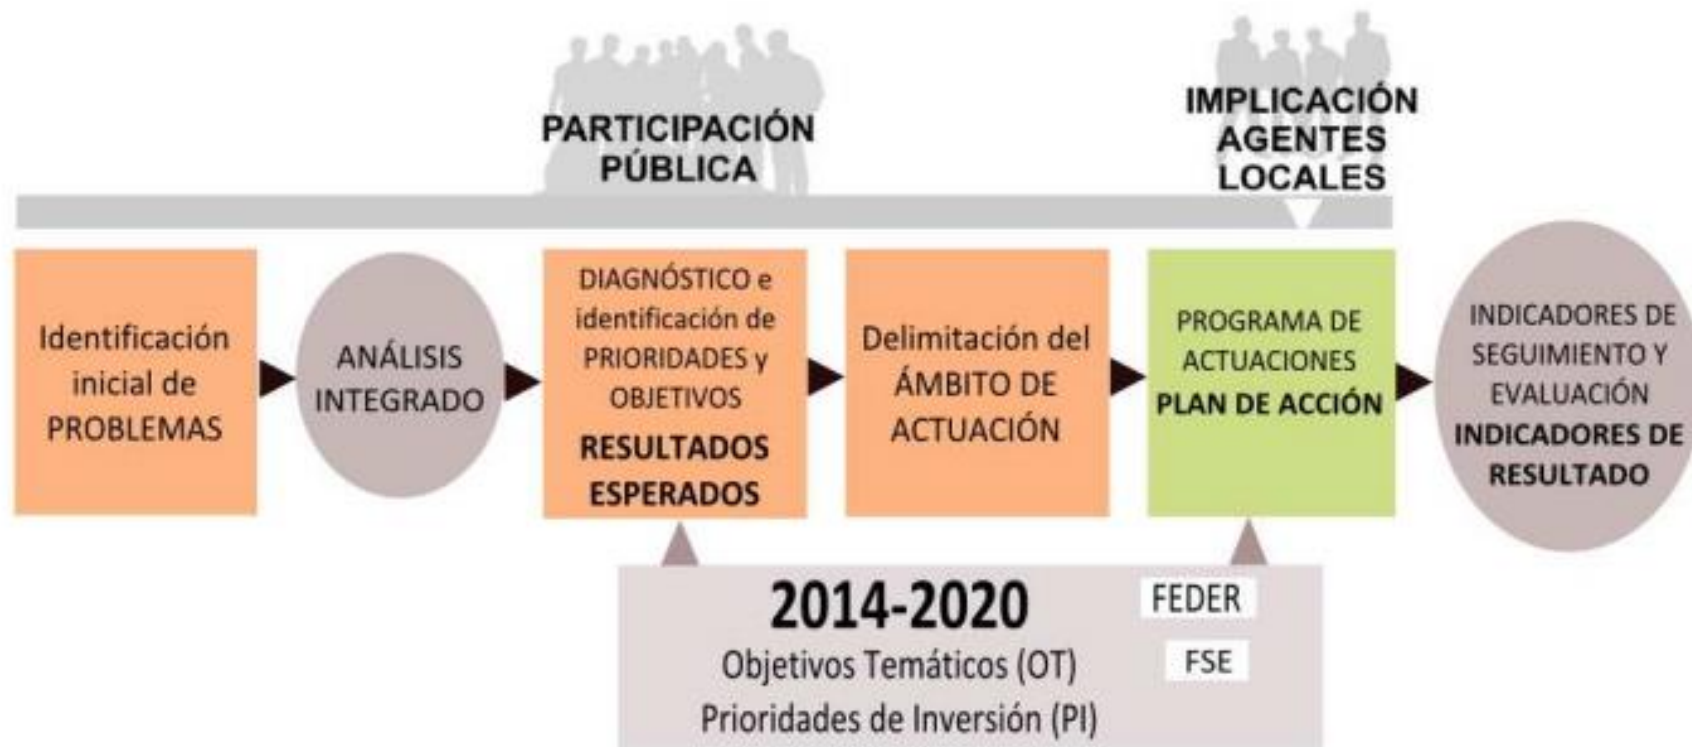 PARTICIPACIÓN
PÚBLICA
IMPLICACIÓN
AGENTES
LOCALES
Identificación
inicial de
PROBLEMAS
ANÁLISIS
INTEGRADO
DIAGNÓSTICO e
identificación de
PRIORIDADES y
OBJETIVOS
RESULTADOS
ESPERADOS
Delimitación del
ÁMBITO DE
ACTUACIÓN
PROGRAMA DE
ACTUACIONES
PLAN DE ACCIÓN
INDICADORES DE
SEGUIMIENTO Y
EVALUACIÓN
INDICADORES DE
RESULTADO
2014-2020
Objetivos Temáticos (OT)
Prioridades de Inversión (PI)
FEDER
FSE